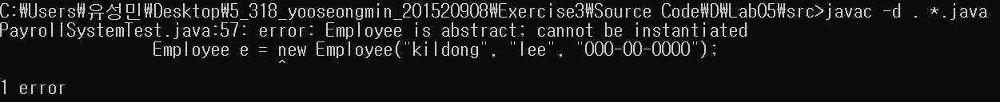 C:₩Users₩유성민₩Desktop₩5_318_yooseongmin_201520908₩Exercise3₩Source Code₩D₩Lab05₩src>javac -d . *.java
PayrollSystemTest.java:57: error: Employee is abstract; cannot be instantiated
Employee e = new Employee("kildong", "lee", "000-00-0000");
^
1 error